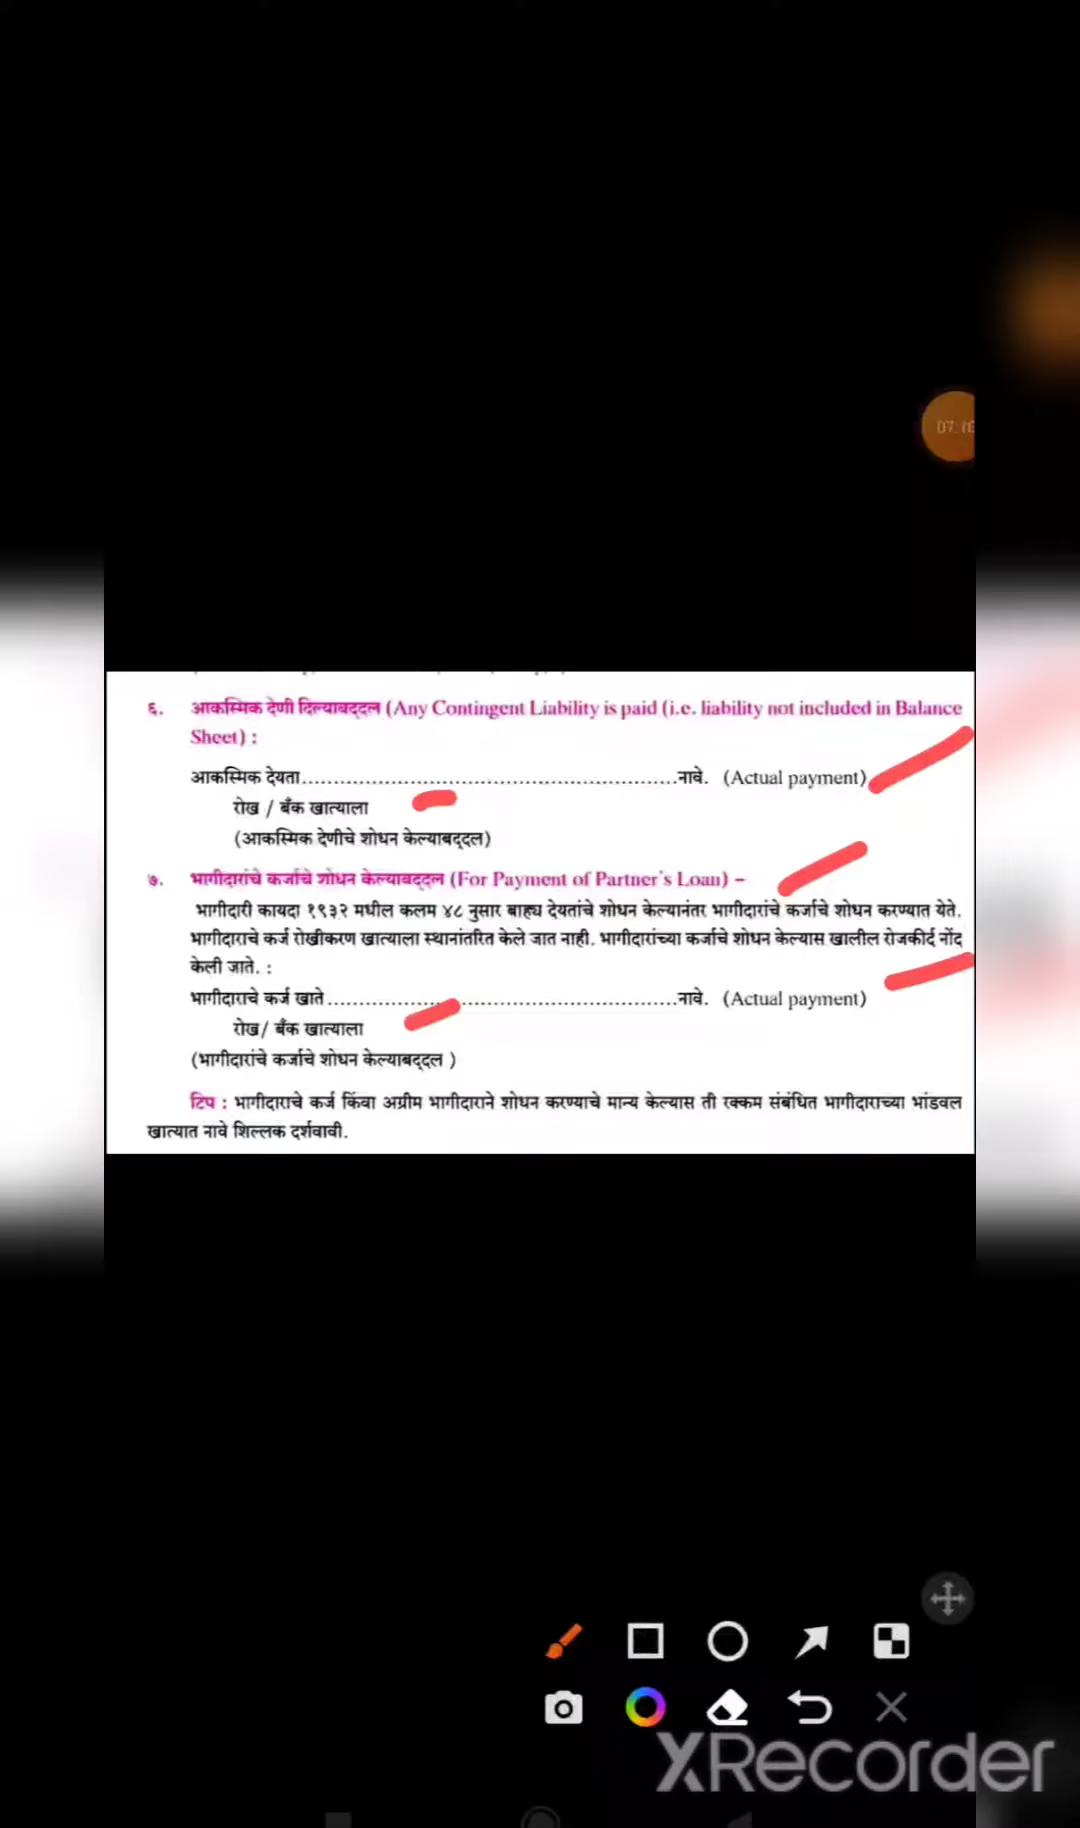 ६. आकस्मिक देणी दिल्याबद्दल (Any Contingent Liability is paid (i.e. liability not included in Balance
Sheet) :
आकस्मिक देयता............................................................नावे. (Actual payment)
रोख / बँक खात्याला
(आकस्मिक देणीचे शोधन केल्याबद्दल)
७. भागीदारांचे कर्जाचे शोधन केल्याबद्दल (For Payment of Partner's Loan) –
भागीदारी कायदा १९३२ मधील कलम ४८ नुसार बाह्य देयतांचे शोधन केल्यानंतर भागीदारांचे कर्जाचे शोधन करण्यात येते.
भागीदाराचे कर्ज रोखीकरण खात्याला स्थानांतरित केले जात नाही. भागीदारांच्या कर्जाचे शोधन केल्यास खालील रोजकीर्द नोंद
केली जाते. :
भागीदाराचे कर्ज खाते........................................................नावे. (Actual payment)
रोख/ बँक खात्याला
(भागीदारांचे कर्जाचे शोधन केल्याबद्दल )
टिप : भागीदाराचे कर्ज किंवा अग्रीम भागीदाराने शोधन करण्याचे मान्य केल्यास ती रक्कम संबंधित भागीदाराच्या भांडवल
खात्यात नावे शिल्लक दर्शवावी.
XRecorder